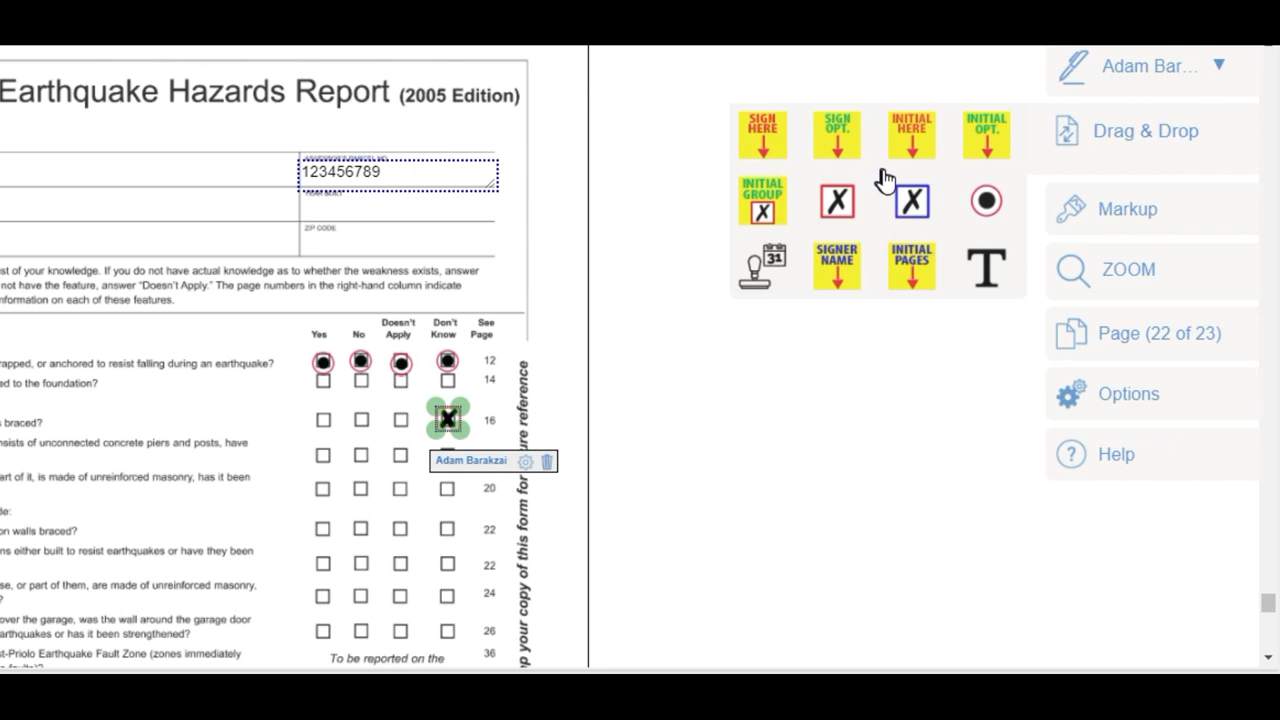 Earthquake Hazards Report (2005 Edition)
123456789
ZIP CODE
st of your knowledge. If you do not have actual knowledge as to whether the weakness exists, answer
not have the feature, answer "Doesn't Apply." The page numbers in the right-hand column indicate
nformation on each of these features.
Yes No Doesn't Apply Don't Know See Page
rapped, or anchored to resist falling during an earthquake? 12
ed to the foundation? 14
s braced? 16
nsists of unconnected concrete piers and posts, have
Adam Barakzai
art of it, is made of unreinforced masonry, has it been
20
de:
on walls braced? 22
ns either built to resist earthquakes or have they been
22
se, or part of them, are made of unreinforced masonry,
? 24
over the garage, was the wall around the garage door
arthquakes or has it been strengthened? 26
st-Priolo Earthquake Fault Zone (zones immediately 36
To be reported on the
p your copy of this form for ure reference
SIGN HERE
SIGN OPT.
INITIAL HERE
INITIAL OPT.
INITIAL GROUP
X
X
X
31
SIGNER NAME
INITIAL PAGES
T
Adam Bar...
Drag & Drop
Markup
ZOOM
Page (22 of 23)
Options
Help